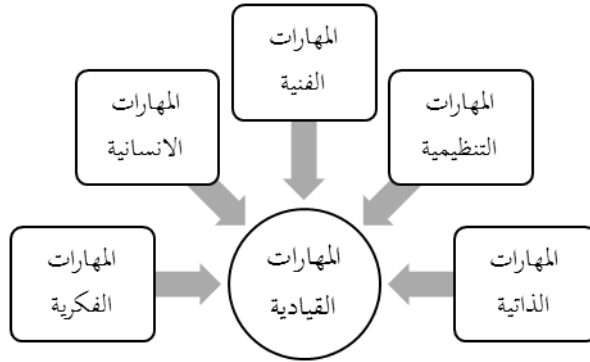 المهارات
الفنية
المهارات
التنظيمية
المهارات
الانسانية
المهارات
الذاتية
المهارات
القيادية
المهارات
الفكرية